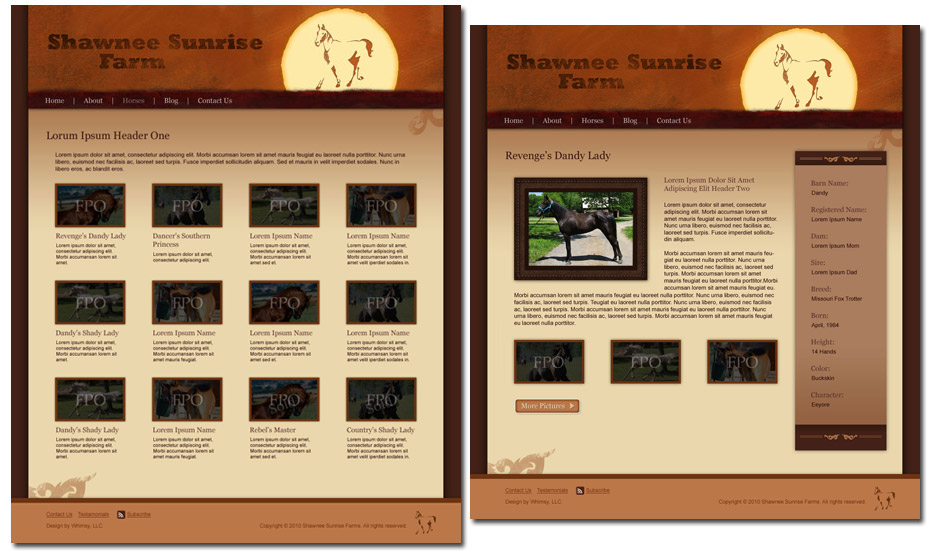 Shawnee Sunrise
Farm
Home | About | Horses | Blog | Contact Us
Lorum Ipsum Header One
Lorem ipsum dolor sit amet, consectetur adipiscing elit. Morbi accumsan lorem sit amet mauris feugiat eu laoreet nulla porttitor. Nunc urna
libero, euismod nec facilisis ac, laoreet sed turpis. Fusce imperdiet sollicitudin aliquam. Sed et mauris in velit imperdiet sodales. Nunc
libero eros, ac blandit eros.
FPO FPO FPO FPO
Revenge's Dandy Lady
Lorem ipsum dolor sit amet,
consectetur adipiscing elit.
Morbi accumsan lorem sit
amet.
Dancer's Southern
Princess
Lorem ipsum dolor sit amet,
consectetur adipiscing elit.
Lorem Ipsum Name
Lorem ipsum dolor sit amet,
consectetur adipiscing elit.
Morbi accumsan lorem sit
amet sed et.
Lorem Ipsum Name
Lorem ipsum dolor sit amet,
consectetur adipiscing elit.
Morbi accumsan lorem sit
velit imperdiet sodales in.
FPO FPO FPO FPO
Dandy's Shady Lady
Lorem ipsum dolor sit amet,
consectetur adipiscing elit.
Morbi accumsan lorem sit
amet.
Lorem Ipsum Name
Lorem ipsum dolor sit amet,
consectetur adipiscing elit.
Morbi accumsan lorem sit
amet mauris feugiat.
Lorem Ipsum Name
Lorem ipsum dolor sit amet,
consectetur adipiscing elit.
Morbi accumsan lorem sit
amet sed el.
Lorem Ipsum Name
Lorem ipsum dolor sit amet,
consectetur adipiscing elit.
Morbi accumsan lorem sit
amet velit iperdiet sodales in.
FPO FPO FPO FPO
Dandy's Shady Lady
Lorem ipsum dolor sit amet,
consectetur adipiscing elit.
Morbi accumsan lorem sit
amet.
Lorem Ipsum Name
Lorem ipsum dolor sit amet,
consectetur adipiscing elit.
Morbi accumsan lorem sit
amet mauris feugiat.
Rebel's Master
Lorem ipsum dolor sit amet,
consectetur adipiscing elit.
Morbi accumsan lorem sit
amet sed el.
Country's Shady Lady
Lorem ipsum dolor sit amet,
consectetur adipiscing elit.
Morbi accumsan lorem sit
amet velit iperdiet sodales in.
Contact Us Testimonials Subscribe
Design by Whimsy, LLC
Copyright © 2010 Shawnee Sunrise Farms. All rights reserved.
Shawnee Sunrise
Farm
Home | About | Horses | Blog | Contact Us
Revenge's Dandy Lady
Lorem Ipsum Dolor Sit Amet
Adipiscing Elit Header Two
Lorem ipsum dolor sit amet,
consectetur adipiscing elit. Morbi
accumsan lorem sit amet mauris
feugiat eu laoreet nulla porttitor.
Nunc urna libero, euismod nec
facilisis ac, laoreet sed turpis.
Fusce imperdiet sollicitu-
din aliquam.
Morbi accumsan lorem sit amet mauris feu-
giat eu laoreet nulla porttitor. Nunc urna
libero, euismod nec facilisis ac, laoreet
sed turpis. Lorem sit amet mauris
feugiat eu laoreet nulla porttitor.Morbi
accumsan lorem sit amet mauris feugiat eu.
Morbi accumsan lorem sit amet mauris feugiat eu laoreet nulla porttitor. Nunc urna libero, euismod nec
facilisis ac, laoreet sed turpis. Teugiat eu laoreet nulla porttitor. Nunc urna libero, euismod nec facilisis
ac, laoreet sed turpis. Morbi accumsan lorem sit amet mauris feugiat eu laoreet nulla porttitor. Nunc
urna libero, euismod nec facilisis ac, laoreet sed turpis. Morbi accumsan lorem sit amet mauris feugiat
eu laoreet nulla porttitor.
FPO FPO FPO
More Pictures
Barn Name:
Dandy
Registered Name:
Lorem Ipsum Name
Dam:
Lorem Ipsum Mom
Sire:
Lorem Ipsum Dad
Breed:
Missouri Fox Trotter
Born:
April, 1994
Height:
14 Hands
Color:
Buckskin
Character:
Eeyore
Contact Us Testimonials Subscribe
Design by Whimsy, LLC
Copyright © 2010 Shawnee Sunrise Farms. All rights reserved.